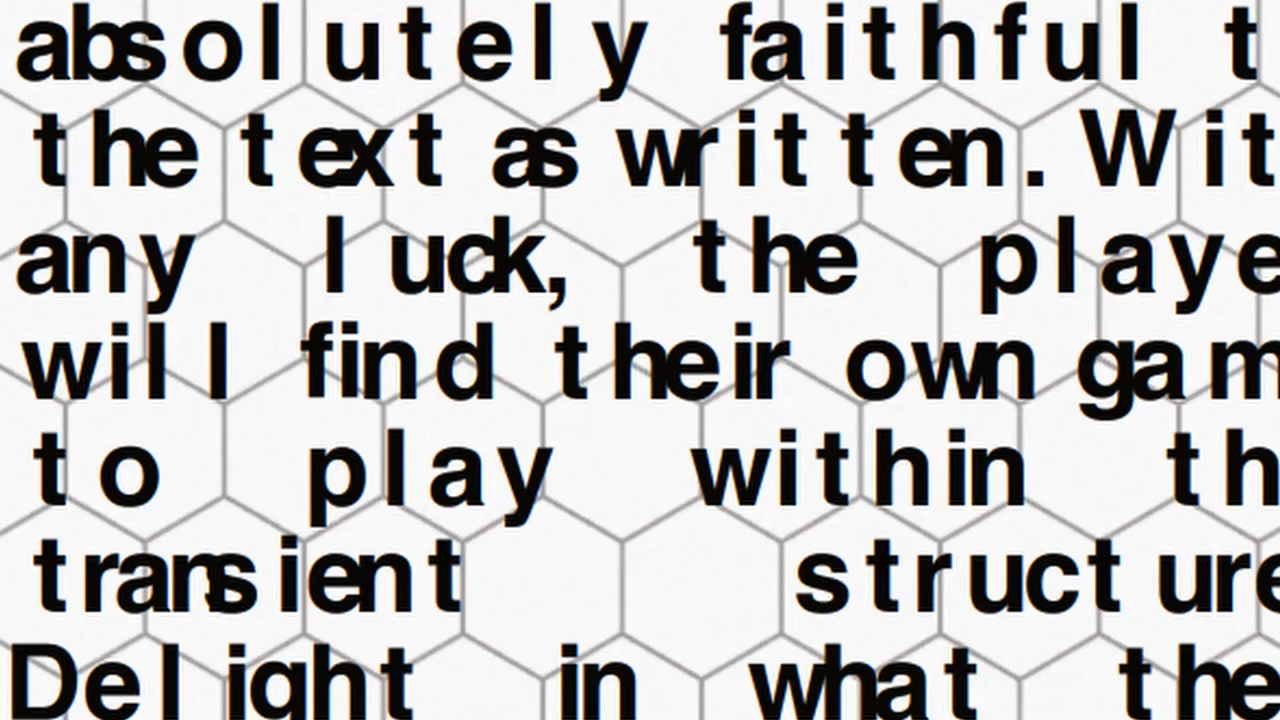 absolutely faithful t
the text as written. Wit
any luck, the playe
will find their own gam
to play within th
transient structure
Delight in what the